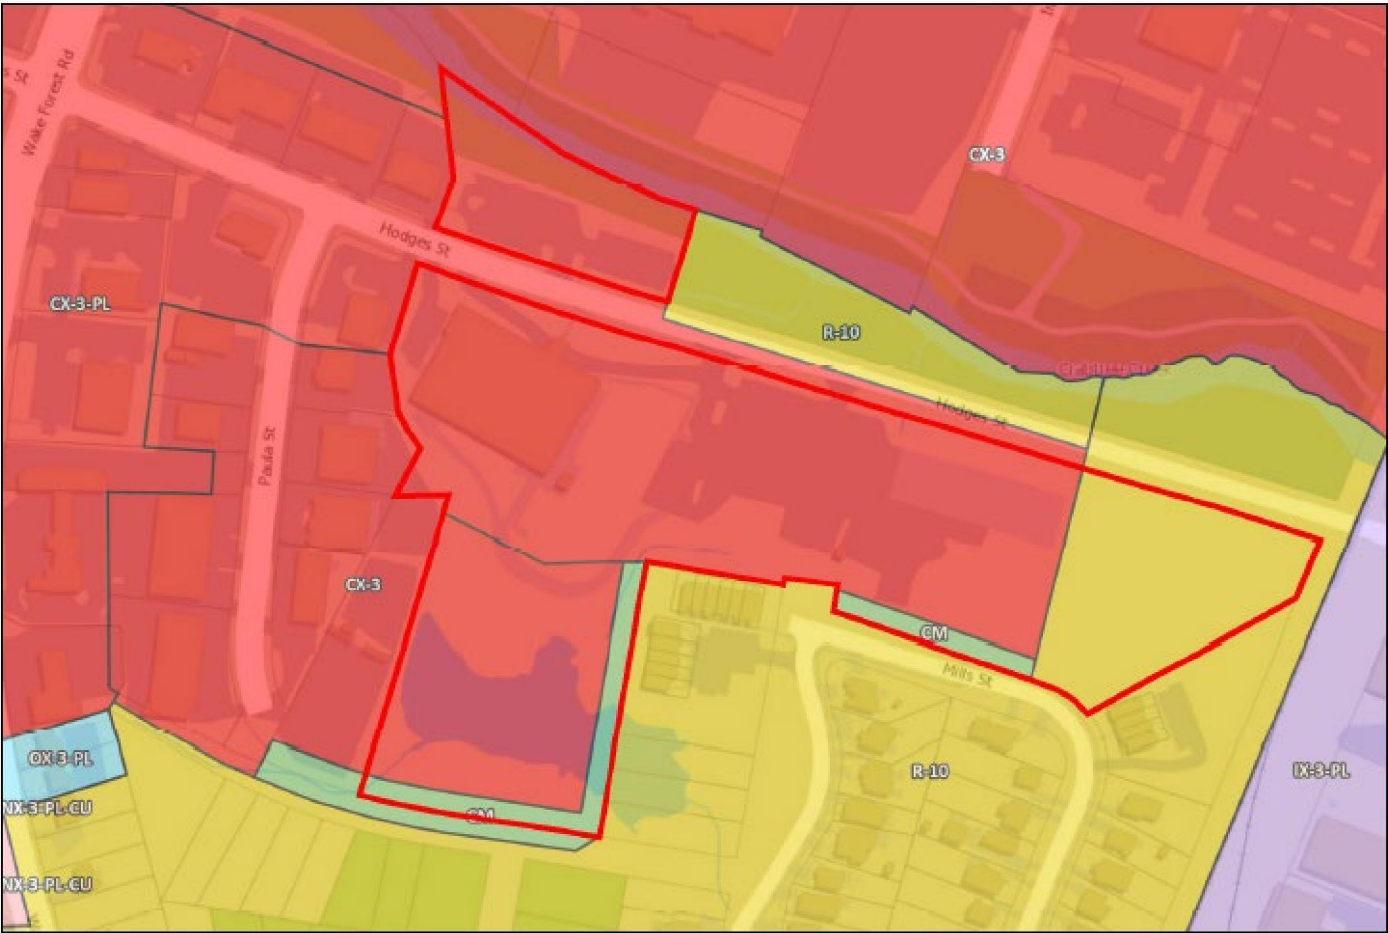 Wake Forest Rd
CX-3
Hodges St
CX-3-PL
R-10
Hodges St
Paula St
CX-3
CM
Mills St
OX-3-PL
R-10
IX-3-PL
NX-3-PL-CU
CM
NX-3-PL-CU